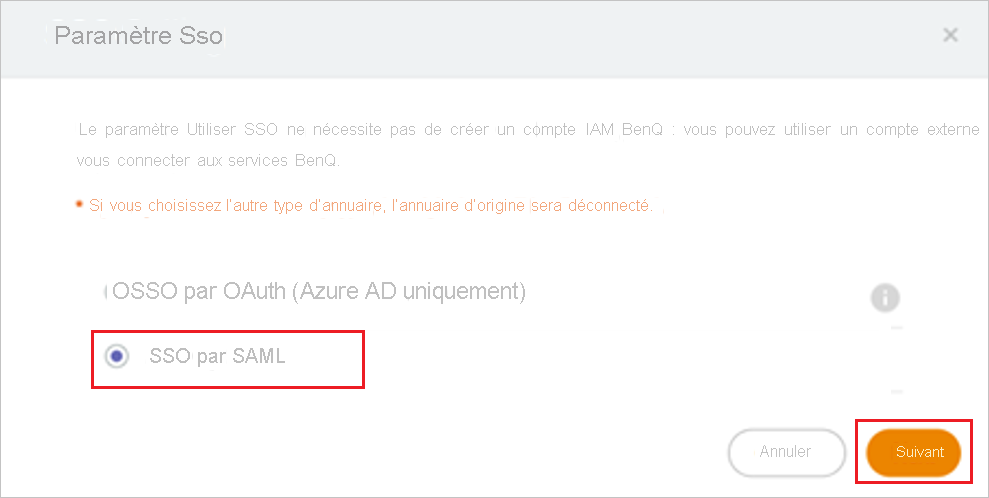 Paramètre Sso
Le paramètre Utiliser SSO ne nécessite pas de créer un compte IAM BenQ : vous pouvez utiliser un compte externe
vous connecter aux services BenQ.
Si vous choisissez l'autre type d'annuaire, l'annuaire d'origine sera déconnecté.
OSSO par OAuth (Azure AD uniquement)
SSO par SAML
Annuler
Suivant